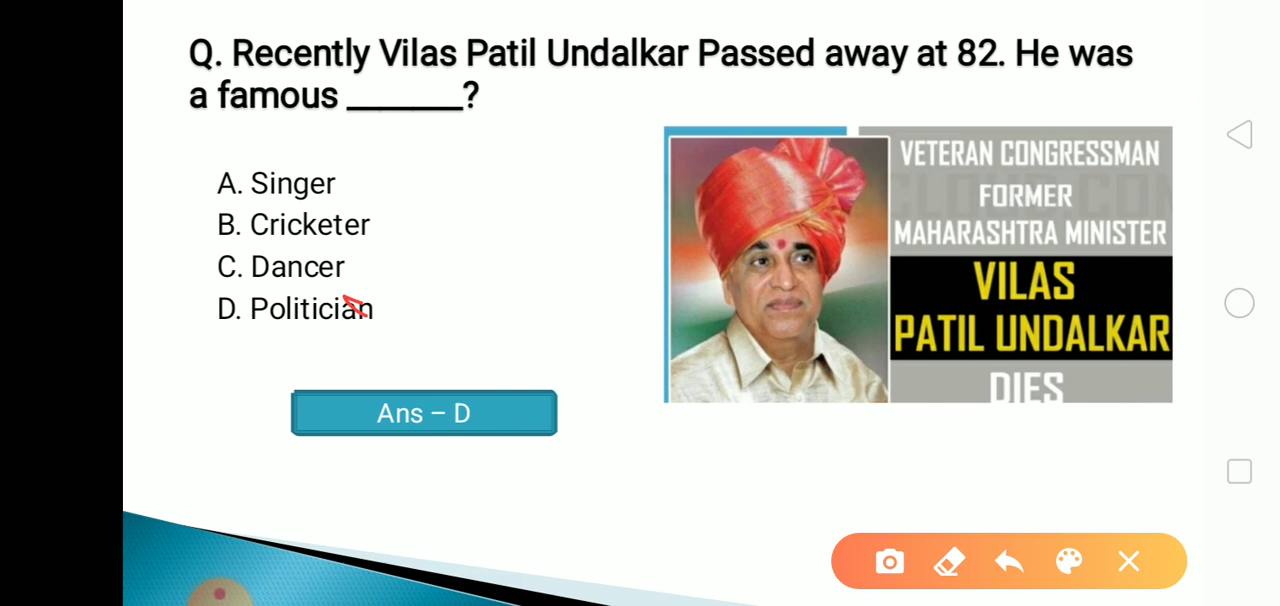 Q. Recently Vilas Patil Undalkar Passed away at 82. He was
a famous _______?
A. Singer
B. Cricketer
C. Dancer
D. Politician
Ans – D
VETERAN CONGRESSMAN
FORMER
MAHARASHTRA MINISTER
VILAS
PATIL UNDALKAR
DIES